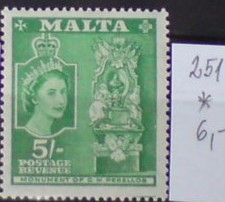 MALTA
5/-
POSTAGE
REVENUE
MONUMENT OF G.M PERELLOS
251
*
6,-